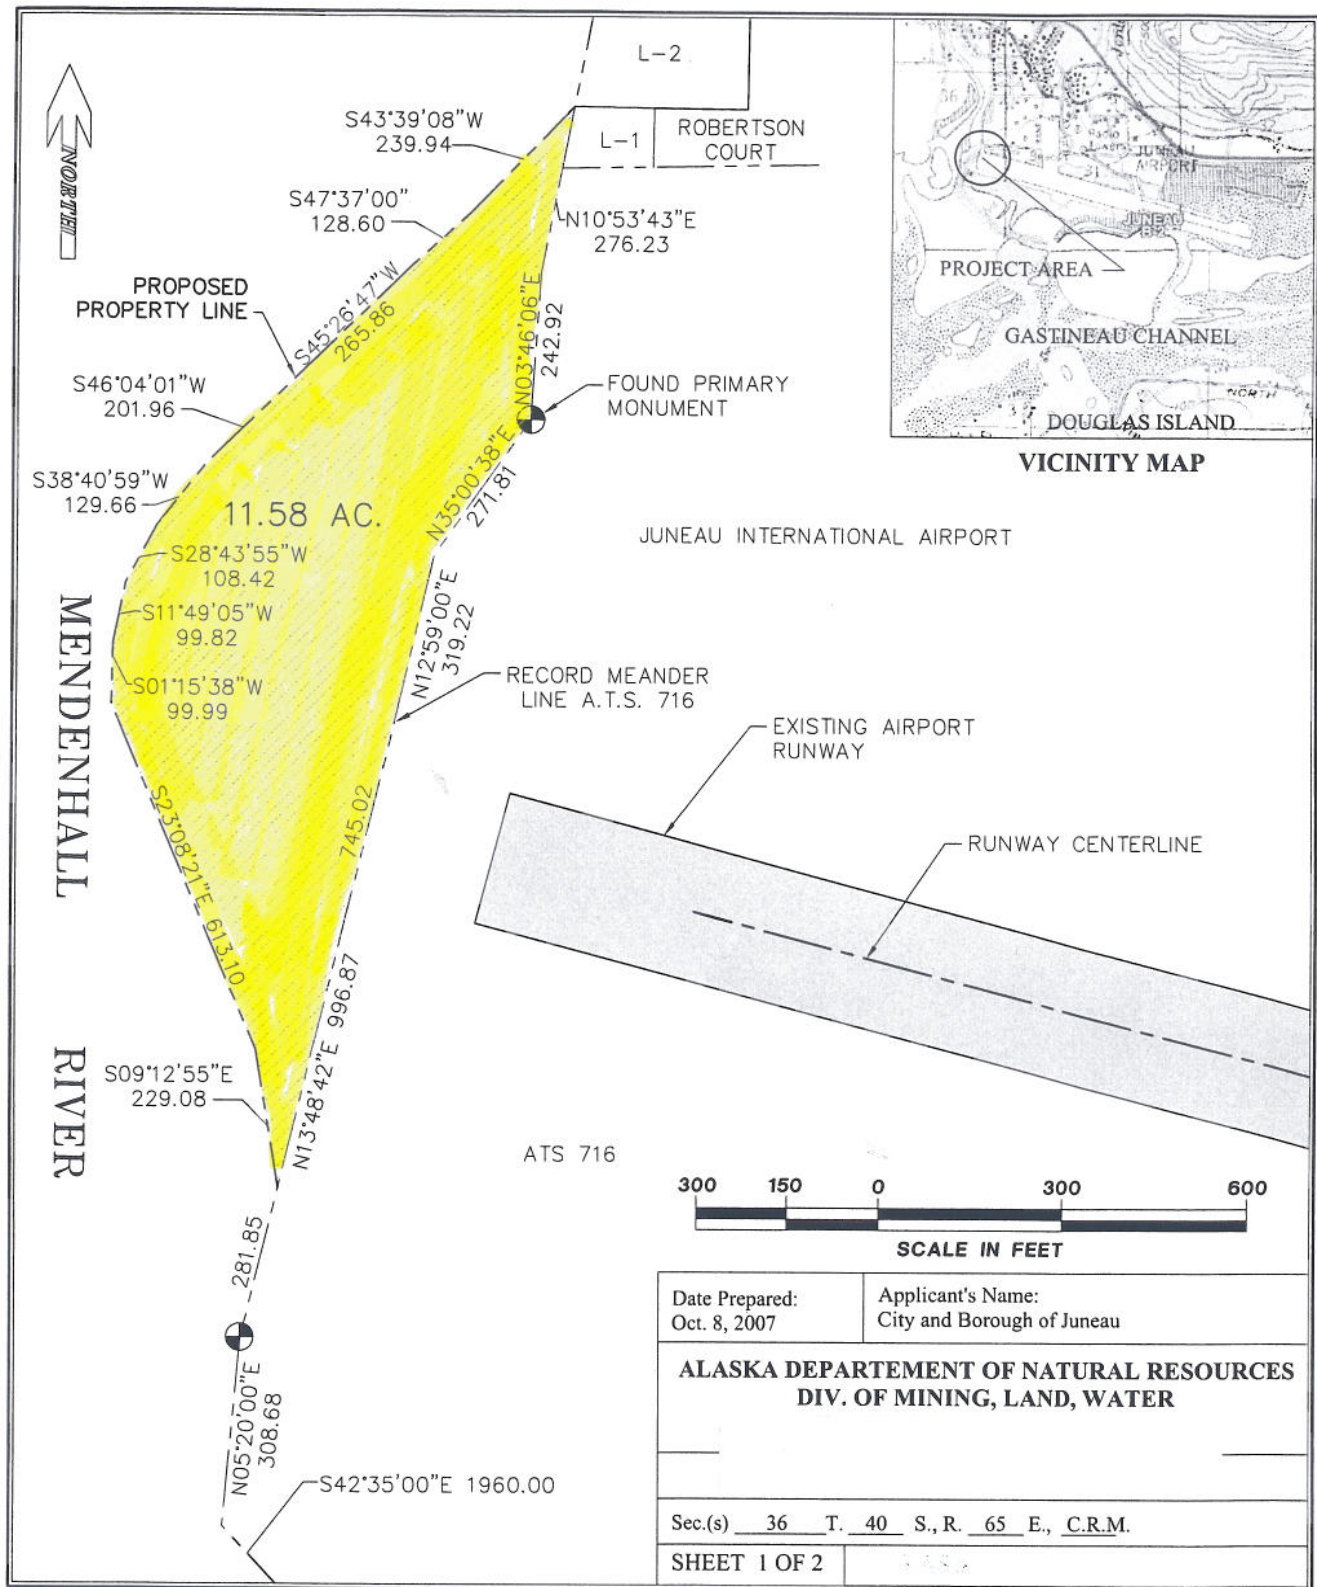 L-2
S43°39'08"W
239.94
L-1
ROBERTSON
COURT
NORTH
S47°37'00"
128.60
N10°53'43"E
276.23
PROPOSED
PROPERTY LINE
S45°26'47"W
265.86
N03°46'06"E
242.92
S46°04'01"W
201.96
FOUND PRIMARY
MONUMENT
S38°40'59"W
129.66
11.58 AC.
N35°00'38"E
271.81
JUNEAU INTERNATIONAL AIRPORT
S28°43'55"W
108.42
S11°49'05"W
99.82
N12°59'00"E
319.22
S01°15'38"W
99.99
RECORD MEANDER
LINE A.T.S. 716
MENDENHALL
RIVER
EXISTING AIRPORT
RUNWAY
RUNWAY CENTERLINE
745.02
S23°08'21"E 613.10
N13°48'42"E 996.87
S09°12'55"E
229.08
ATS 716
281.85
N05°20'00"E
308.68
S42°35'00"E 1960.00
JUNEAU
AIRPORT
PROJECT AREA
GASTINEAU CHANNEL
NORTH
DOUGLAS ISLAND
VICINITY MAP
300 150 0 300 600
SCALE IN FEET
Date Prepared:
Oct. 8, 2007
Applicant's Name:
City and Borough of Juneau
ALASKA DEPARTEMENT OF NATURAL RESOURCES
DIV. OF MINING, LAND, WATER
Sec.(s) 36 T. 40 S., R. 65 E., C.R.M.
SHEET 1 OF 2